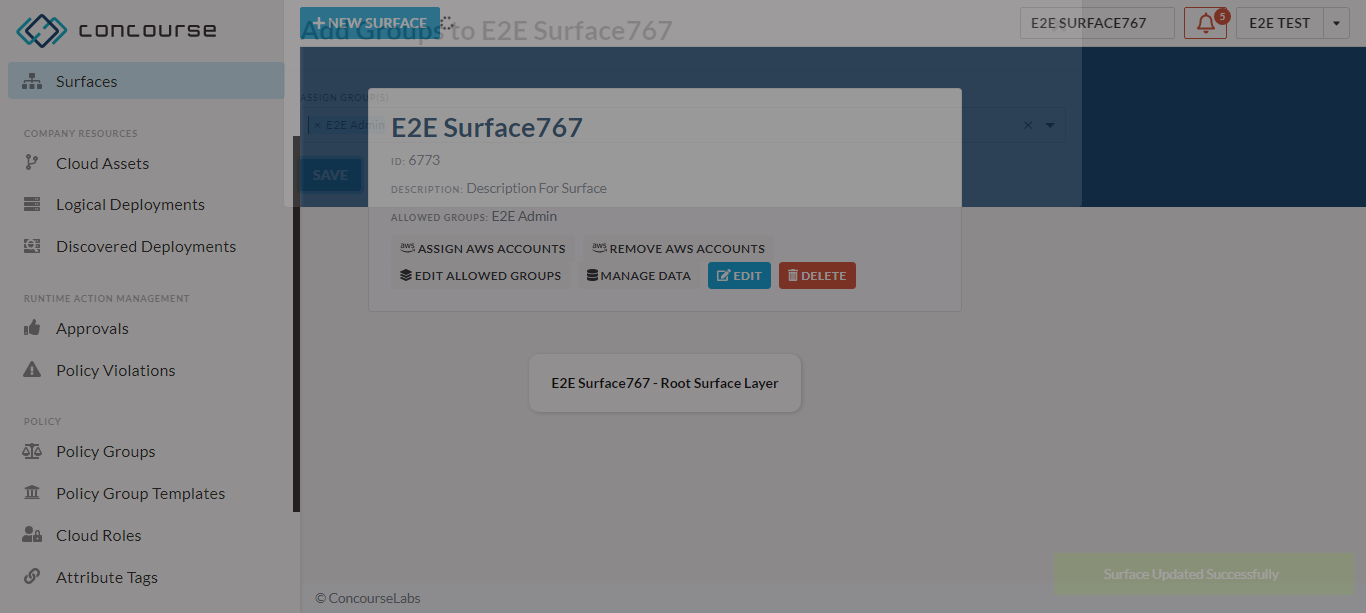 concourse
Surfaces
COMPANY RESOURCES
Cloud Assets
Logical Deployments
Discovered Deployments
RUNTIME ACTION MANAGEMENT
Approvals
Policy Violations
POLICY
Policy Groups
Policy Group Templates
Cloud Roles
Attribute Tags
+ NEW SURFACE
Add Groups to E2E Surface767
E2E SURFACE767
5
E2E TEST
ASSIGN GROUP(S)
× E2E Admin
×
SAVE
E2E Surface767
ID: 6773
DESCRIPTION: Description For Surface
ALLOWED GROUPS: E2E Admin
aws ASSIGN AWS ACCOUNTS
aws REMOVE AWS ACCOUNTS
EDIT ALLOWED GROUPS
MANAGE DATA
EDIT
DELETE
E2E Surface767 - Root Surface Layer
Surface Updated Successfully
© ConcourseLabs